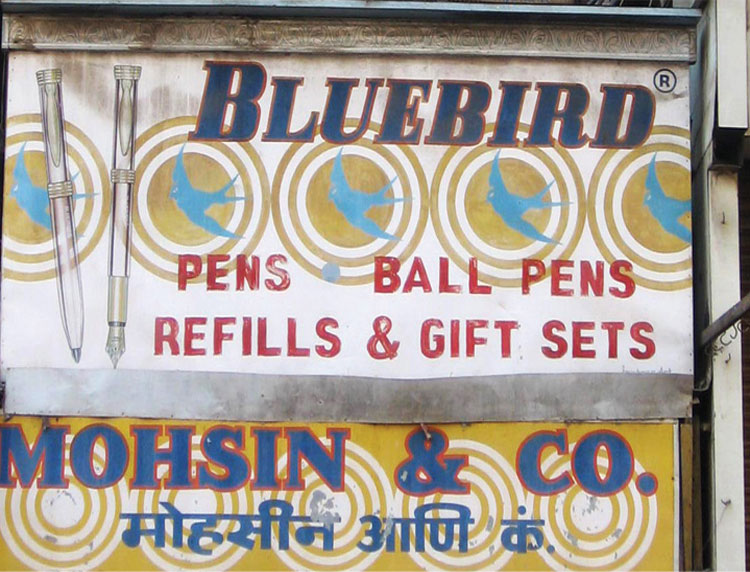 BLUEBIRD ®
PENS BALL PENS
REFILLS & GIFT SETS
MOHSIN & CO.
मोहसीन आणि कं.